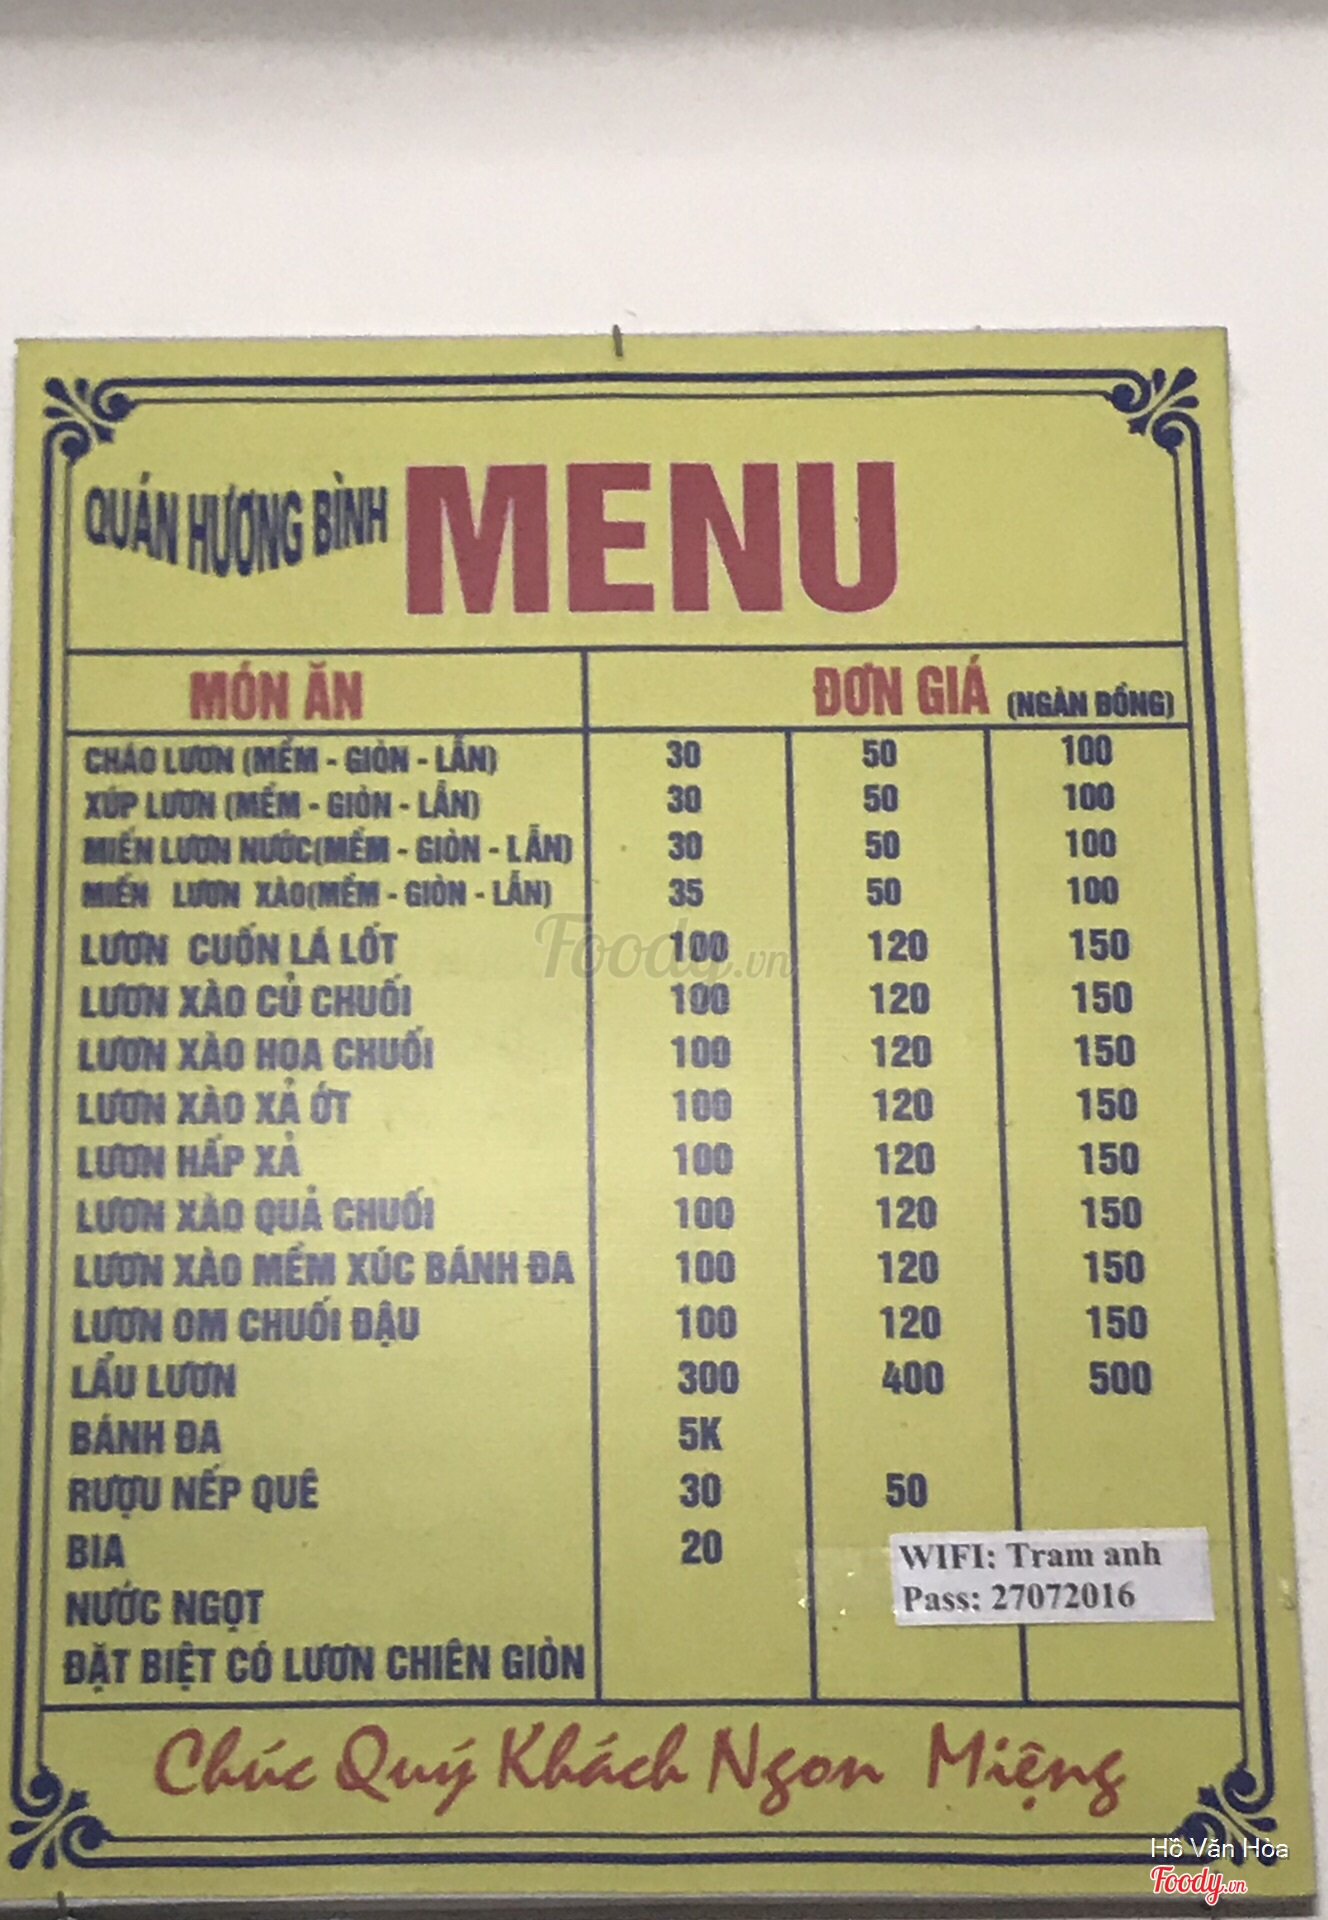 QUÁN HƯƠNG BÌNH MENU
MÓN ĂN ĐƠN GIÁ (NGÀN ĐỒNG)
CHÁO LƯƠN (MỀM - GIÒN - LẪN) 30 50 100
XÚP LƯƠN (MỀM - GIÒN - LẪN) 30 50 100
MIẾN LƯƠN NƯỚC(MỀM - GIÒN - LẪN) 30 50 100
MIẾN LƯƠN XÀO(MỀM - GIÒN - LẪN) 35 50 100
LƯƠN CUỐN LÁ LỐT 100 120 150
LƯƠN XÀO CỦ CHUỐI 100 120 150
LƯƠN XÀO HOA CHUỐI 100 120 150
LƯƠN XÀO XẢ ỚT 100 120 150
LƯƠN HẤP XẢ 100 120 150
LƯƠN XÀO QUẢ CHUỐI 100 120 150
LƯƠN XÀO MỀM XÚC BÁNH ĐA 100 120 150
LƯƠN OM CHUỐI ĐẬU 100 120 150
LẨU LƯƠN 300 400 500
BÁNH ĐA 5K
RƯỢU NẾP QUÊ 30 50
BIA 20
NƯỚC NGỌT
ĐẶT BIỆT CÓ LƯƠN CHIÊN GIÒN
WIFI: Tram anh
Pass: 27072016
Chúc Quý Khách Ngon Miệng
Foody.vn
Hồ Văn Hòa
Foody.vn